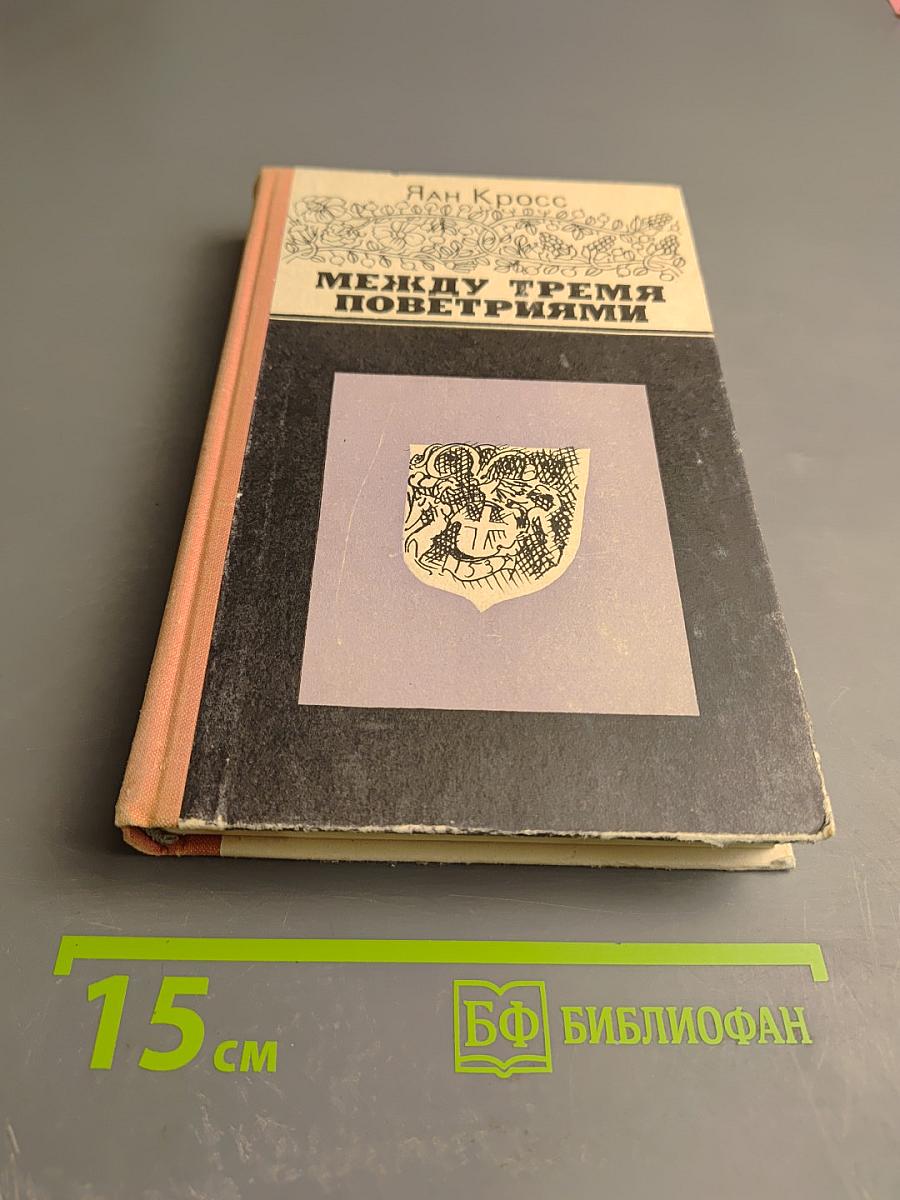 Яан Кросс
МЕЖДУ ТРЕМЯ
ПОВЕТРИЯМИ
15 см
БФ БИБЛИОФАН